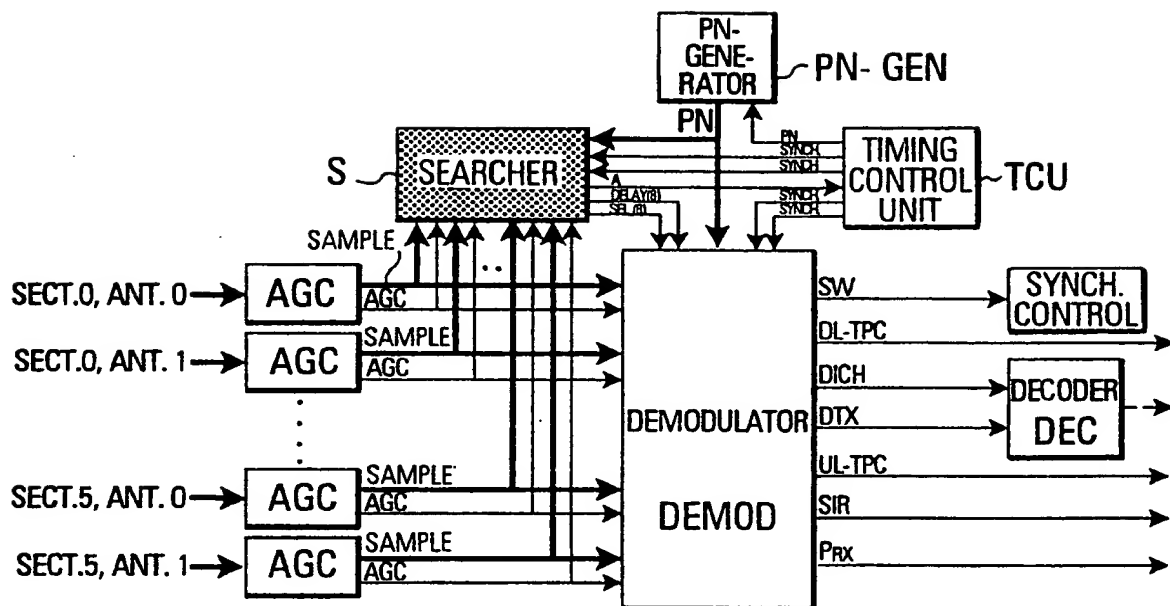 PN-
GENE-
RATOR
PN- GEN
PN
PN
SYNCH.
SYNCH.
TIMING
CONTROL
UNIT
TCU
S
SEARCHER
A
DELAY(8)
SEL (8)
SYNCH.
SYNCH.
SAMPLE
SECT.0, ANT. 0
AGC
AGC
SAMPLE
SECT.0, ANT. 1
AGC
AGC
SW
SYNCH.
CONTROL
DL-TPC
DICH
DECODER
DEC
DTX
DEMODULATOR
DEMOD
UL-TPC
SIR
PRX
SAMPLE
SECT.5, ANT. 0
AGC
AGC
SAMPLE
SECT.5, ANT. 1
AGC
AGC